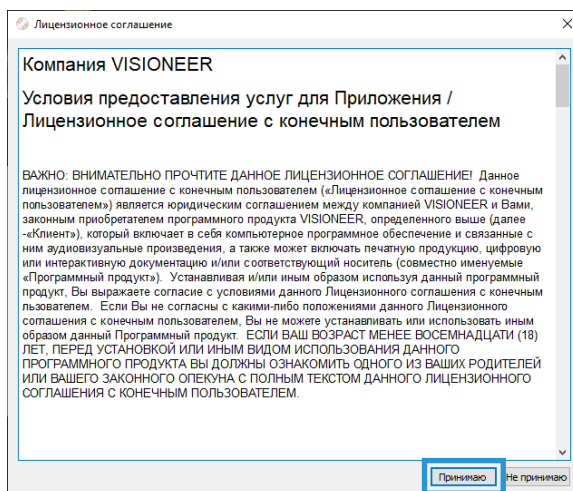 Лицензионное соглашение
Компания VISIONEER
Условия предоставления услуг для Приложения /
Лицензионное соглашение с конечным пользователем
ВАЖНО: ВНИМАТЕЛЬНО ПРОЧТИТЕ ДАННОЕ ЛИЦЕНЗИОННОЕ СОГЛАШЕНИЕ! Данное
лицензионное соглашение с конечным пользователем («Лицензионное соглашение с конечным
пользователем») является юридическим соглашением между компанией VISIONEER и Вами,
законным приобретателем программного продукта VISIONEER, определенного выше (далее
-«Клиент»), который включает в себя компьютерное программное обеспечение и связанные с
ним аудиовизуальные произведения, а также может включать печатную продукцию, цифровую
или интерактивную документацию и/или соответствующий носитель (совместно именуемые
«Программный продукт»). Устанавливая и/или иным образом используя данный программный
продукт, Вы выражаете согласие с условиями данного Лицензионного соглашения с конечным
льзователем. Если Вы не согласны с какими-либо положениями данного Лицензионного
соглашения с конечным пользователем, Вы не можете устанавливать или использовать иным
образом данный Программный продукт. ЕСЛИ ВАШ ВОЗРАСТ МЕНЕЕ ВОСЕМНАДЦАТИ (18)
ЛЕТ, ПЕРЕД УСТАНОВКОЙ ИЛИ ИНЫМ ВИДОМ ИСПОЛЬЗОВАНИЯ ДАННОГО
ПРОГРАММНОГО ПРОДУКТА ВЫ ДОЛЖНЫ ОЗНАКОМИТЬ ОДНОГО ИЗ ВАШИХ РОДИТЕЛЕЙ
ИЛИ ВАШЕГО ЗАКОННОГО ОПЕКУНА С ПОЛНЫМ ТЕКСТОМ ДАННОГО ЛИЦЕНЗИОННОГО
СОГЛАШЕНИЯ С КОНЕЧНЫМ ПОЛЬЗОВАТЕЛЕМ.
Принимаю Не принимаю